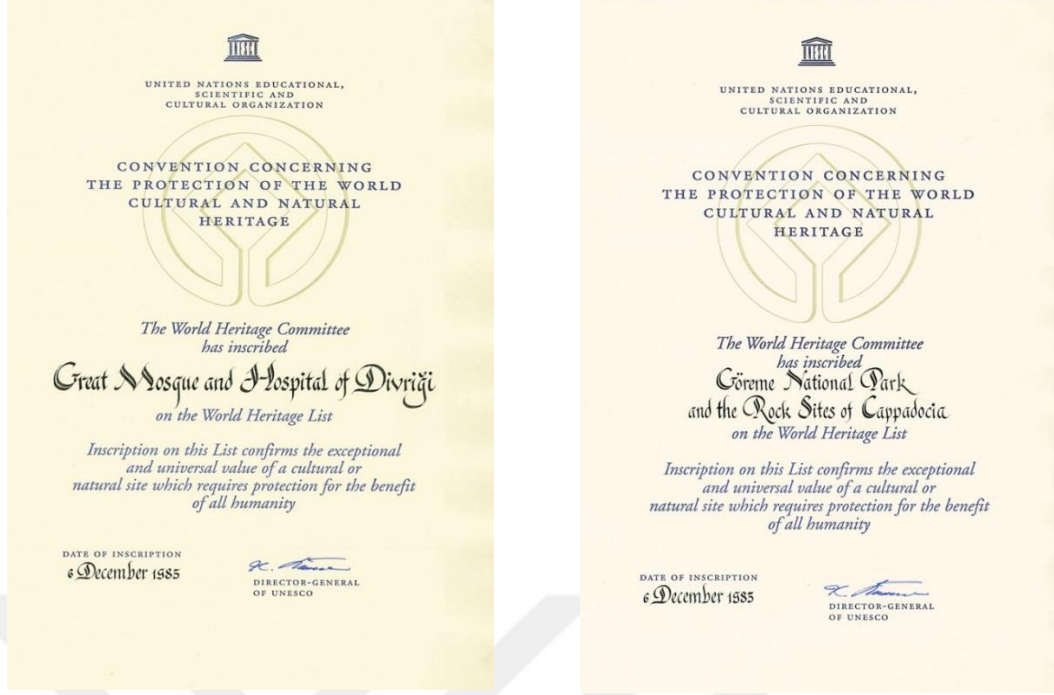 UNESCO
UNITED NATIONS EDUCATIONAL,
SCIENTIFIC AND
CULTURAL ORGANIZATION
CONVENTION CONCERNING
THE PROTECTION OF THE WORLD
CULTURAL AND NATURAL
HERITAGE
The World Heritage Committee
has inscribed
Great Mosque and Hospital of Divriği
on the World Heritage List
Inscription on this List confirms the exceptional
and universal value of a cultural or
natural site which requires protection for the benefit
of all humanity
DATE OF INSCRIPTION
6 December 1985
DIRECTOR-GENERAL
OF UNESCO
UNESCO
UNITED NATIONS EDUCATIONAL,
SCIENTIFIC AND
CULTURAL ORGANIZATION
CONVENTION CONCERNING
THE PROTECTION OF THE WORLD
CULTURAL AND NATURAL
HERITAGE
The World Heritage Committee
has inscribed
Göreme National Park
and the Rock Sites of Cappadocia
on the World Heritage List
Inscription on this List confirms the exceptional
and universal value of a cultural or
natural site which requires protection for the benefit
of all humanity
DATE OF INSCRIPTION
6 December 1985
DIRECTOR-GENERAL
OF UNESCO